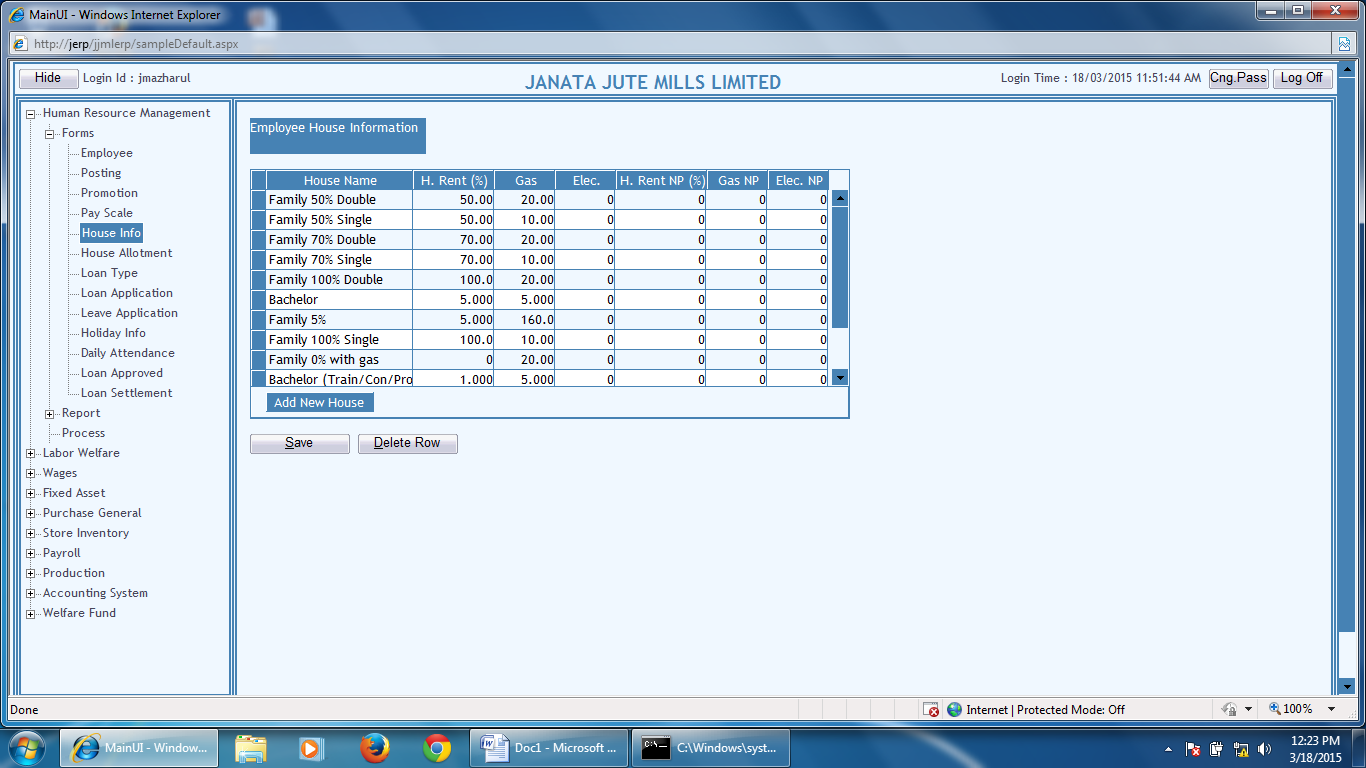 MainUI - Windows Internet Explorer
http://jerp/jjmlerp/sampleDefault.aspx
Hide Login Id : jmazharul JANATA JUTE MILLS LIMITED Login Time : 18/03/2015 11:51:44 AM Cng.Pass Log Off
Human Resource Management
Forms
Employee
Posting
Promotion
Pay Scale
House Info
House Allotment
Loan Type
Loan Application
Leave Application
Holiday Info
Daily Attendance
Loan Approved
Loan Settlement
Report
Process
Labor Welfare
Wages
Fixed Asset
Purchase General
Store Inventory
Payroll
Production
Accounting System
Welfare Fund
Employee House Information
House Name H. Rent (%) Gas Elec. H. Rent NP (%) Gas NP Elec. NP
Family 50% Double 50.00 20.00 0 0 0 0
Family 50% Single 50.00 10.00 0 0 0 0
Family 70% Double 70.00 20.00 0 0 0 0
Family 70% Single 70.00 10.00 0 0 0 0
Family 100% Double 100.0 20.00 0 0 0 0
Bachelor 5.000 5.000 0 0 0 0
Family 5% 5.000 160.0 0 0 0 0
Family 100% Single 100.0 10.00 0 0 0 0
Family 0% with gas 0 20.00 0 0 0 0
Bachelor (Train/Con/Pro 1.000 5.000 0 0 0 0
Add New House
Save Delete Row
Done Internet | Protected Mode: Off 100%
MainUI - Window... Doc1 - Microsoft ... C:\Windows\syst... 12:23 PM
3/18/2015